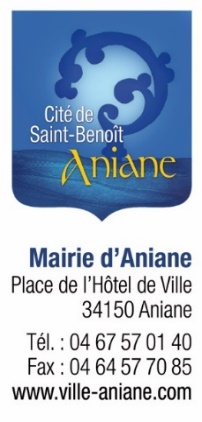 Cité de
Saint-Benoît
Aniane
Mairie d'Aniane
Place de l'Hôtel de Ville
34150 Aniane
Tél. : 04 67 57 01 40
Fax : 04 64 57 70 85
www.ville-aniane.com